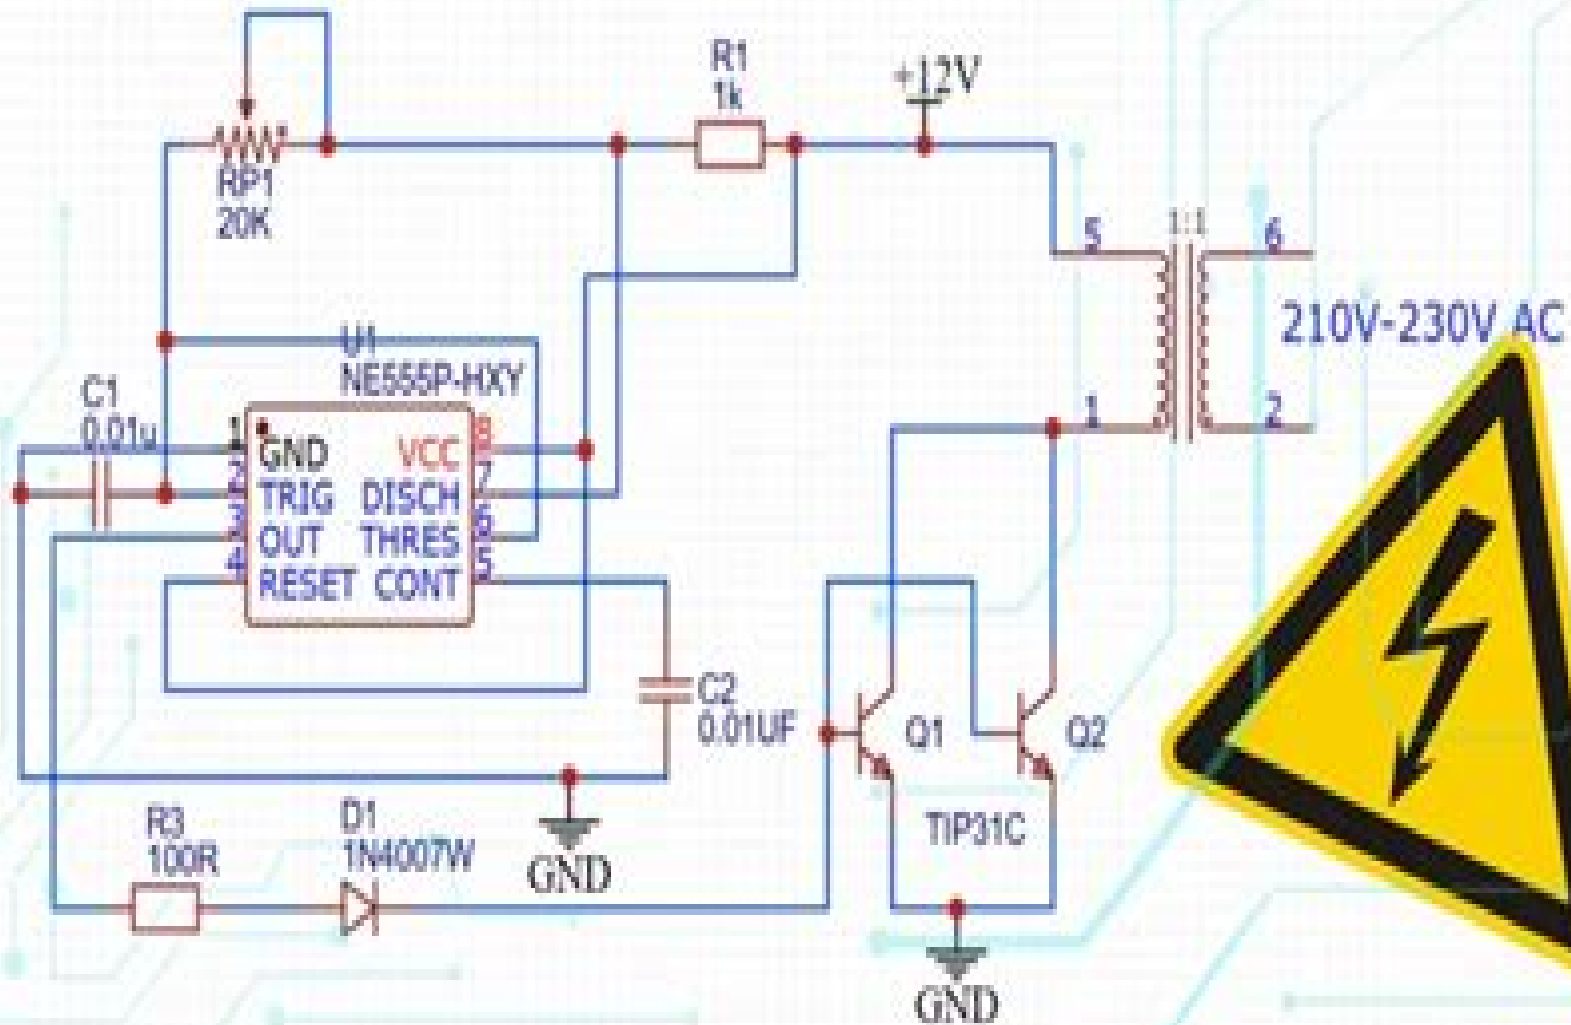 R1
1k
+12V
RP1
20K
5
1:1
6
210V-230V AC
U1
NE555P-HXY
C1
0.01u
1
2
1 GND VCC 8
2 TRIG DISCH 7
3 OUT THRES 6
4 RESET CONT 5
C2
0.01UF
Q1
Q2
TIP31C
R3
100R
D1
1N4007W
GND
GND